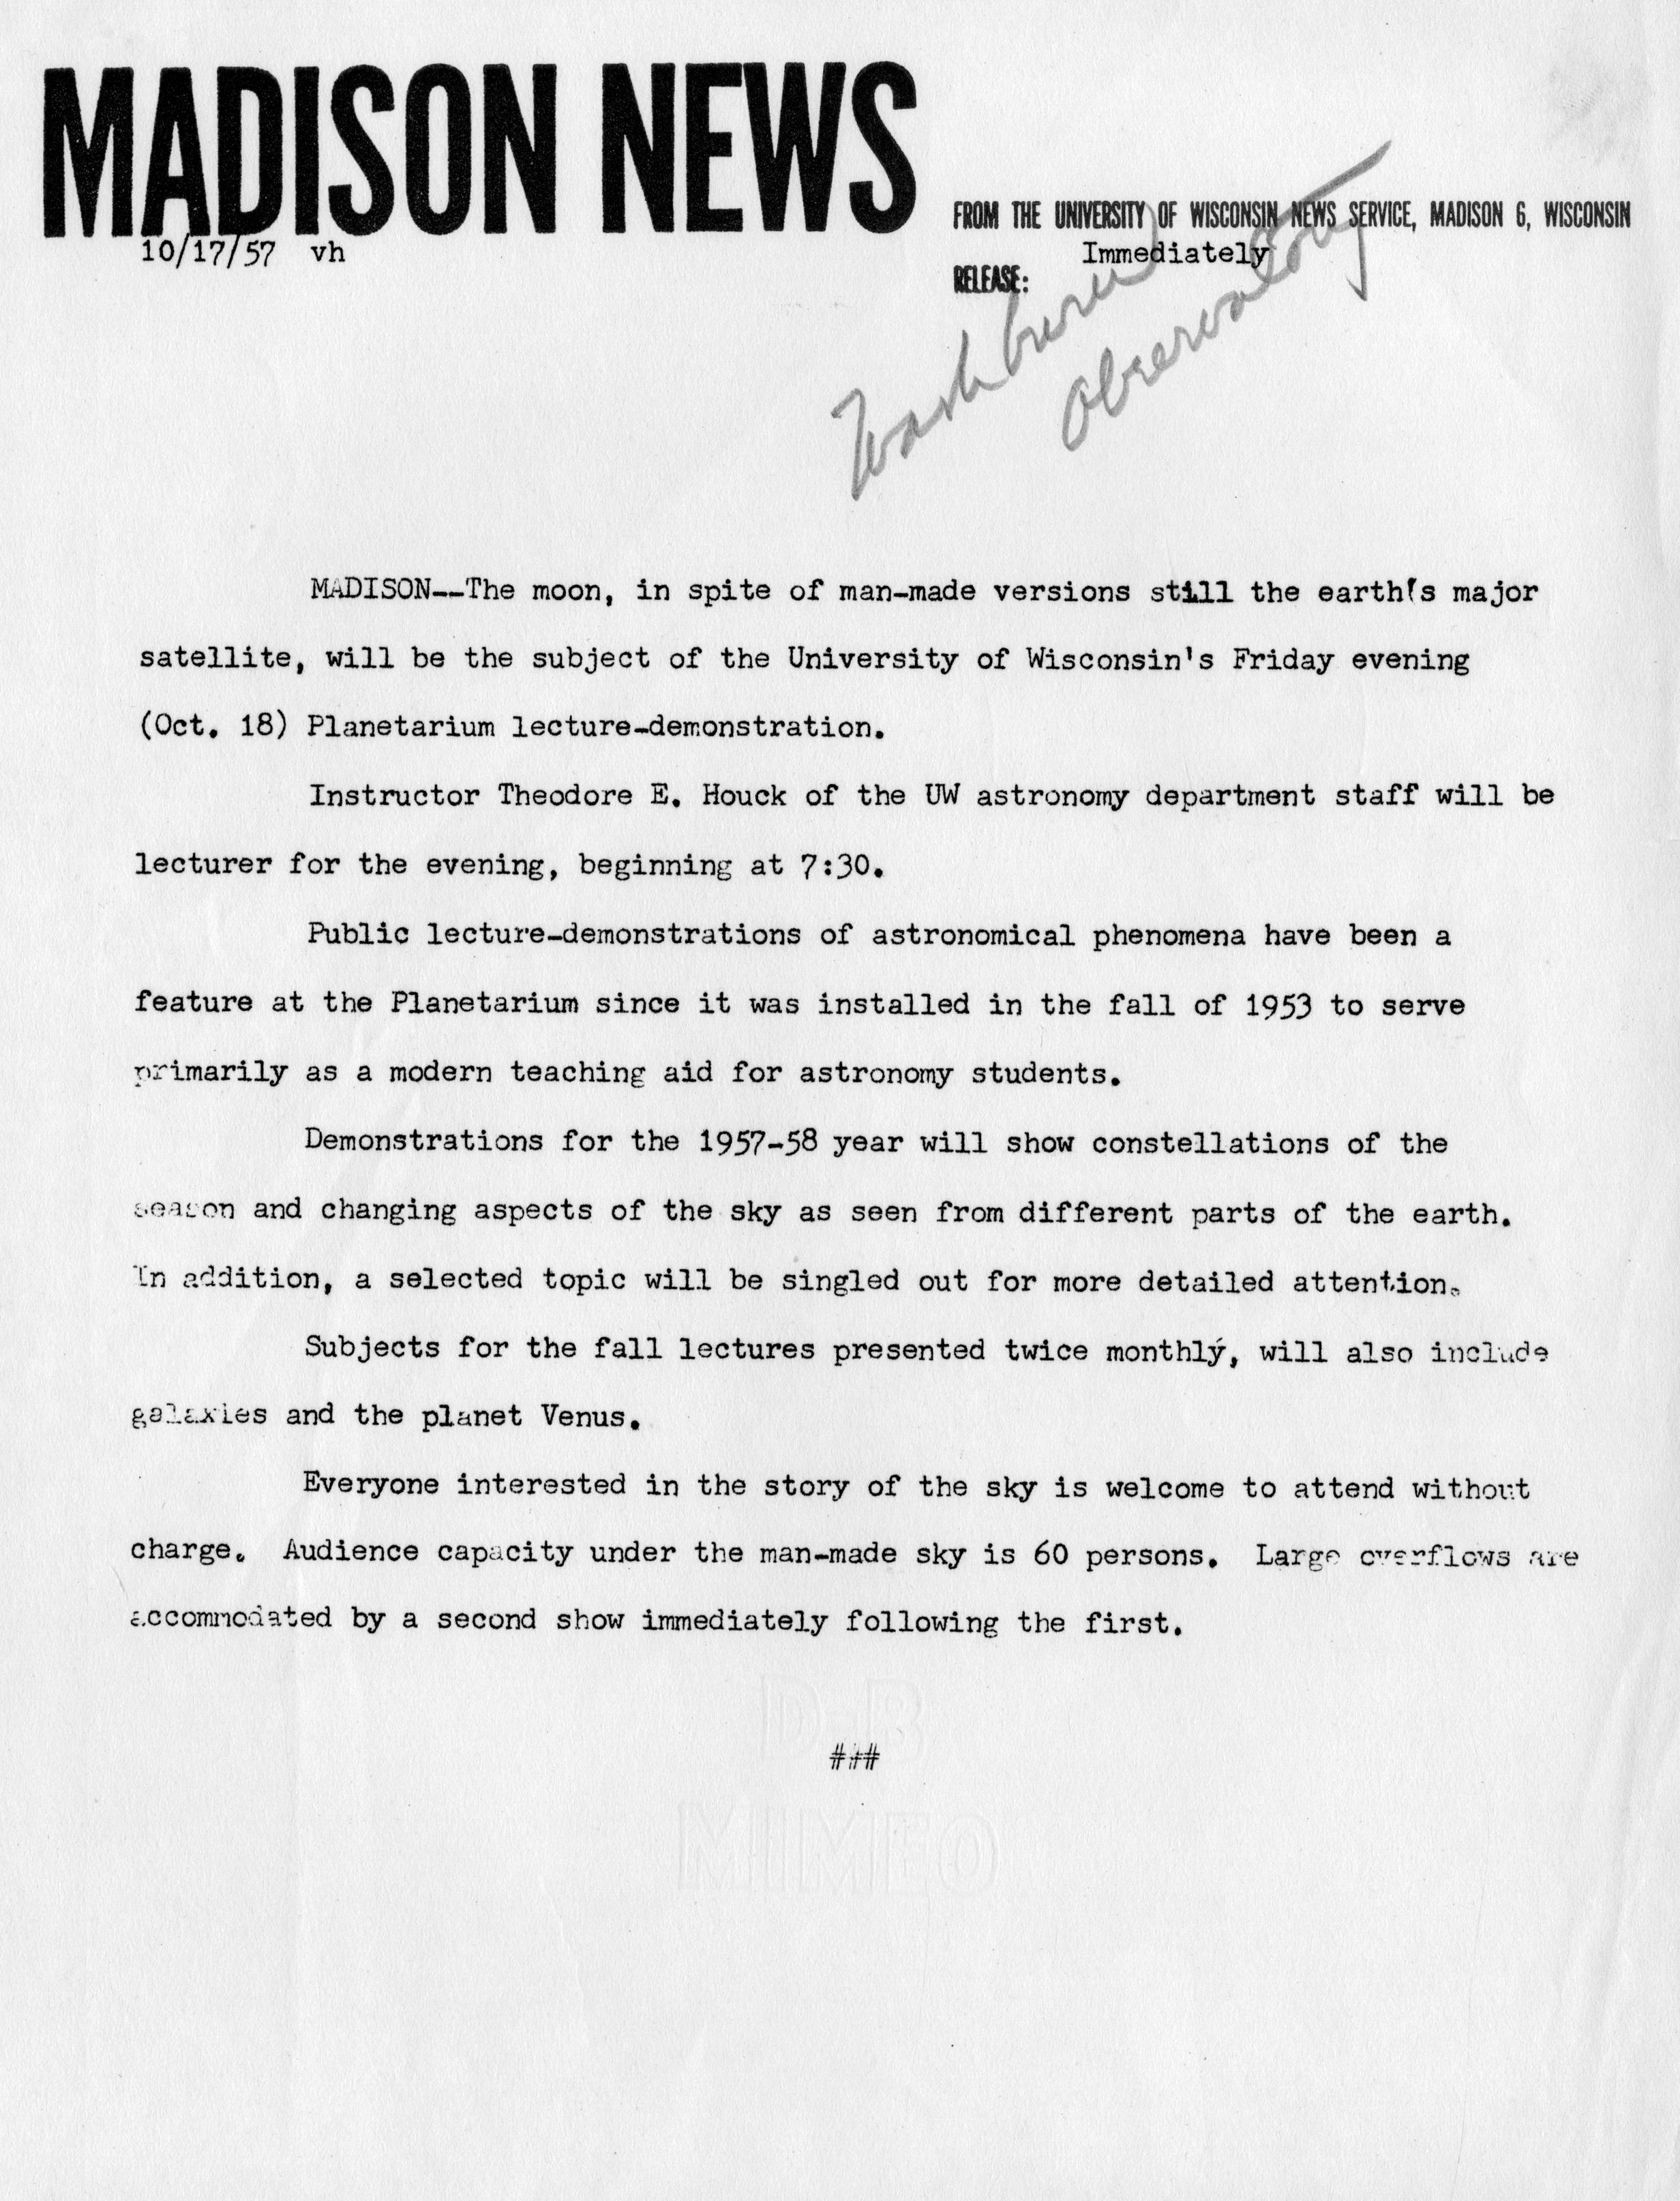 MADISON NEWS
FROM THE UNIVERSITY OF WISCONSIN NEWS SERVICE, MADISON 6, WISCONSIN
10/17/57 vh
Immediately
RELEASE:
Washburn
Observatory
MADISON--The moon, in spite of man-made versions still the earth's major
satellite, will be the subject of the University of Wisconsin's Friday evening
(Oct. 18) Planetarium lecture-demonstration.
Instructor Theodore E. Houck of the UW astronomy department staff will be
lecturer for the evening, beginning at 7:30.
Public lecture-demonstrations of astronomical phenomena have been a
feature at the Planetarium since it was installed in the fall of 1953 to serve
primarily as a modern teaching aid for astronomy students.
Demonstrations for the 1957-58 year will show constellations of the
season and changing aspects of the sky as seen from different parts of the earth.
In addition, a selected topic will be singled out for more detailed attention.
Subjects for the fall lectures presented twice monthly, will also include
galaxies and the planet Venus.
Everyone interested in the story of the sky is welcome to attend without
charge. Audience capacity under the man-made sky is 60 persons. Large overflows are
accommodated by a second show immediately following the first.
D-B
###
MIMEO